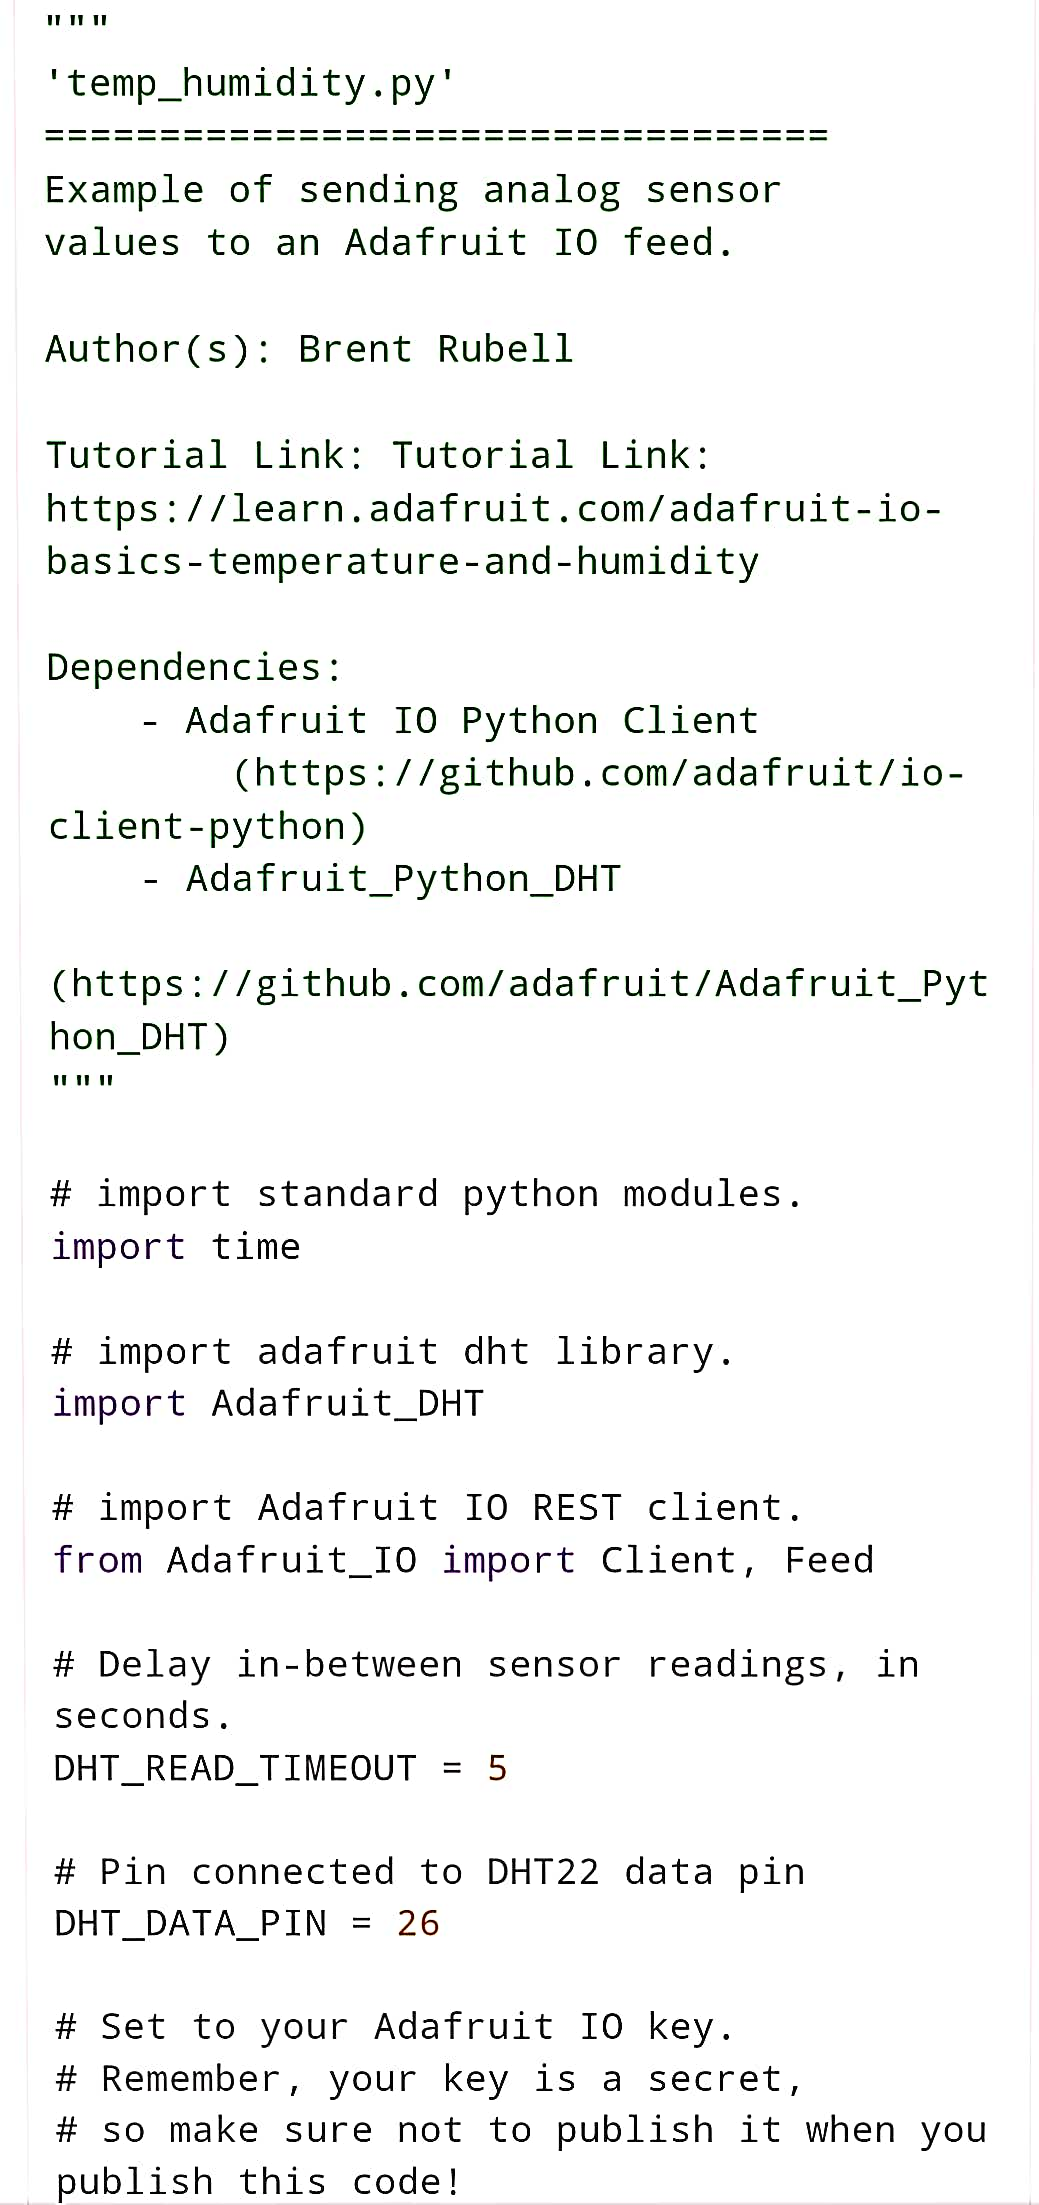 """
'temp_humidity.py'
==================================
Example of sending analog sensor
values to an Adafruit IO feed.

Author(s): Brent Rubell

Tutorial Link: Tutorial Link:
https://learn.adafruit.com/adafruit-io-
basics-temperature-and-humidity

Dependencies:
    - Adafruit IO Python Client
        (https://github.com/adafruit/io-
client-python)
    - Adafruit_Python_DHT

(https://github.com/adafruit/Adafruit_Pyt
hon_DHT)
"""

# import standard python modules.
import time

# import adafruit dht library.
import Adafruit_DHT

# import Adafruit IO REST client.
from Adafruit_IO import Client, Feed

# Delay in-between sensor readings, in
seconds.
DHT_READ_TIMEOUT = 5

# Pin connected to DHT22 data pin
DHT_DATA_PIN = 26

# Set to your Adafruit IO key.
# Remember, your key is a secret,
# so make sure not to publish it when you
publish this code!